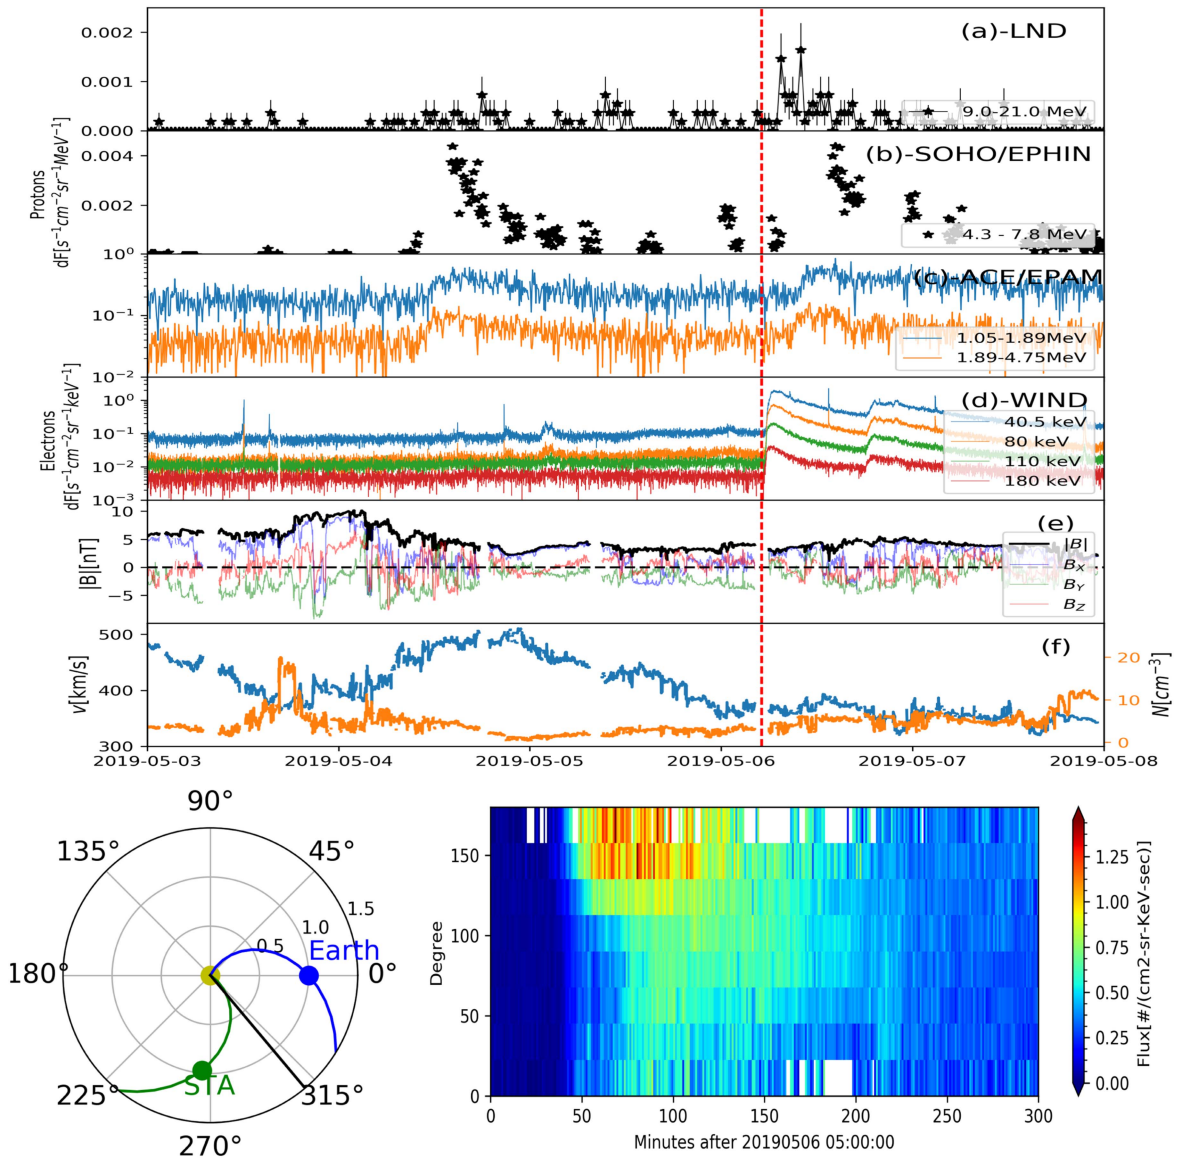 (a)-LND
0.002
0.001
0.000
9.0-21.0 MeV
(b)-SOHO/EPHIN
0.004
0.002
10⁰
4.3 - 7.8 MeV
Protons
dF[s⁻¹cm⁻²sr⁻¹MeV⁻¹]
(c)-ACE/EPAM
10⁻¹
10⁻²
1.05-1.89MeV
1.89-4.75MeV
(d)-WIND
10⁰
10⁻¹
10⁻²
10⁻³
40.5 keV
80 keV
110 keV
180 keV
Electrons
dF[s⁻¹cm⁻²sr⁻¹keV⁻¹]
(e)
10
5
0
−5
|B|[nT]
|B|
B_X
B_Y
B_Z
(f)
500
400
300
v[km/s]
20
10
0
N[cm⁻³]
2019-05-03
2019-05-04
2019-05-05
2019-05-06
2019-05-07
2019-05-08
90°
135°
45°
1.5
1.0
0.5
Earth
180°
0°
STA
225°
315°
270°
150
100
50
0
Degree
0
50
100
150
200
250
300
Minutes after 20190506 05:00:00
1.25
1.00
0.75
0.50
0.25
0.00
Flux[#/(cm2-sr-KeV-sec)]